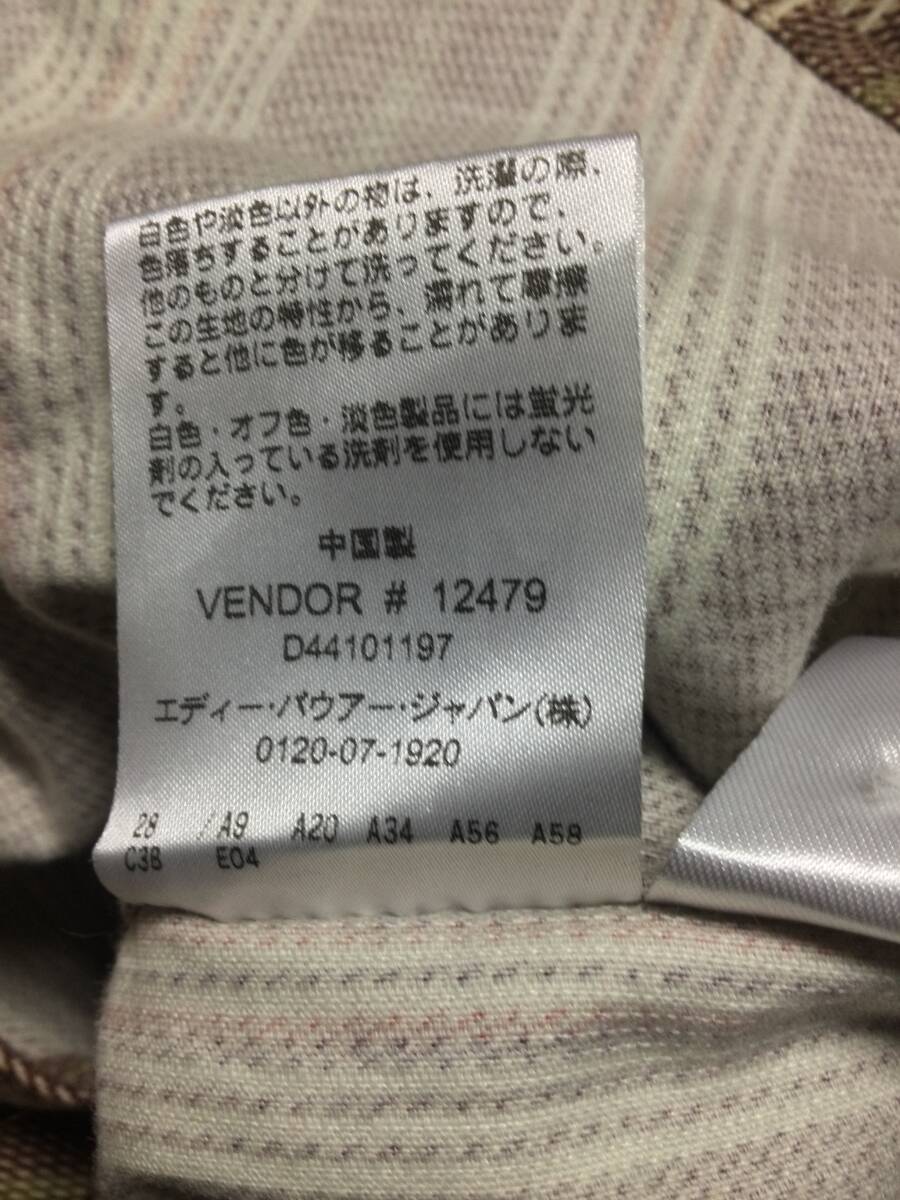 白色や淡色以外の物は、洗濯の際、
色落ちすることがありますので、
他のものと分けて洗ってください。
この生地の特性から、濡れて摩擦
すると他に色が移ることがありま
す。
白色・オフ色・淡色製品には蛍光
剤の入っている洗剤を使用しない
でください。
中国製
VENDOR # 12479
D44101197
エディー・バウアー・ジャパン(株)
0120-07-1920
28 /A9 A20 A34 A56 A58
C3B E04